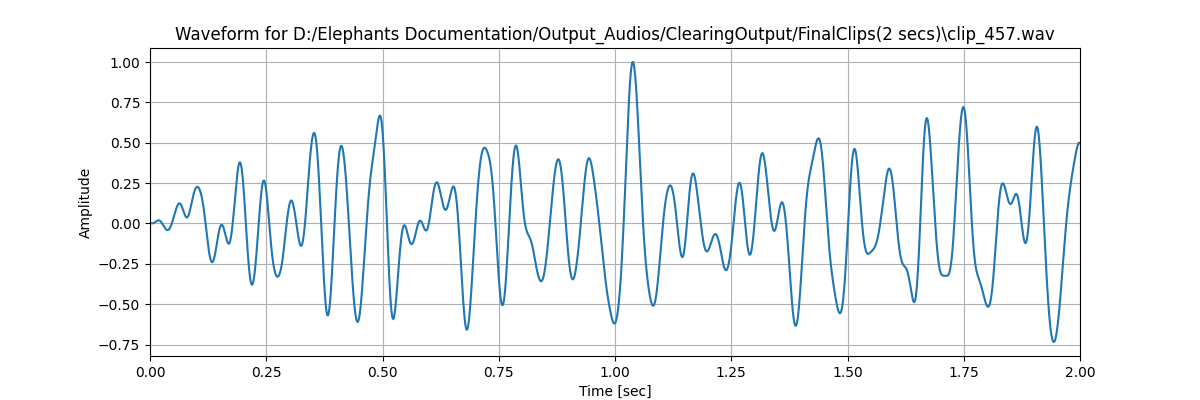 Waveform for D:/Elephants Documentation/Output_Audios/ClearingOutput/FinalClips(2 secs)\clip_457.wav
1.00
0.75
0.50
0.25
0.00
−0.25
−0.50
−0.75
Amplitude
0.00 0.25 0.50 0.75 1.00 1.25 1.50 1.75 2.00
Time [sec]